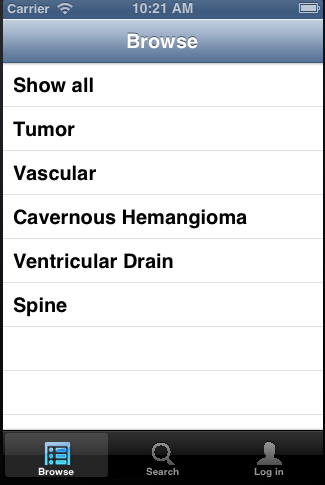 Carrier 10:21 AM
Browse
Show all
Tumor
Vascular
Cavernous Hemangioma
Ventricular Drain
Spine
Browse Search Log in